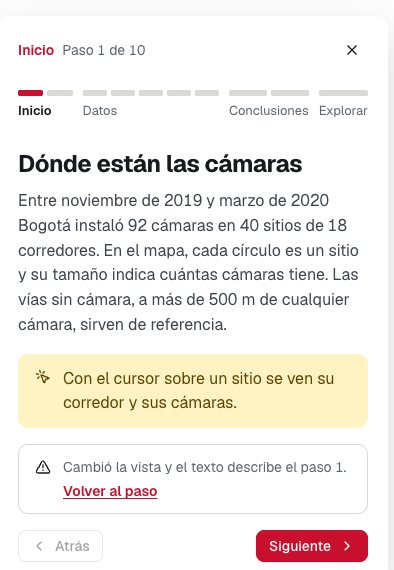 Inicio Paso 1 de 10
Inicio Datos Conclusiones Explorar
Dónde están las cámaras
Entre noviembre de 2019 y marzo de 2020
Bogotá instaló 92 cámaras en 40 sitios de 18
corredores. En el mapa, cada círculo es un sitio
y su tamaño indica cuántas cámaras tiene. Las
vías sin cámara, a más de 500 m de cualquier
cámara, sirven de referencia.
Con el cursor sobre un sitio se ven su
corredor y sus cámaras.
Cambió la vista y el texto describe el paso 1.
Volver al paso
Atrás Siguiente